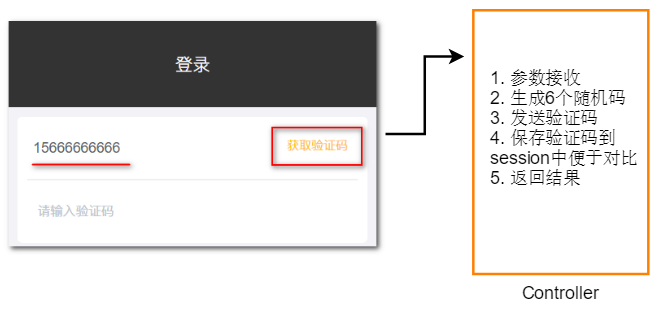 登录
15666666666
获取验证码
请输入验证码
1. 参数接收
2. 生成6个随机码
3. 发送验证码
4. 保存验证码到
session中便于对比
5. 返回结果
Controller